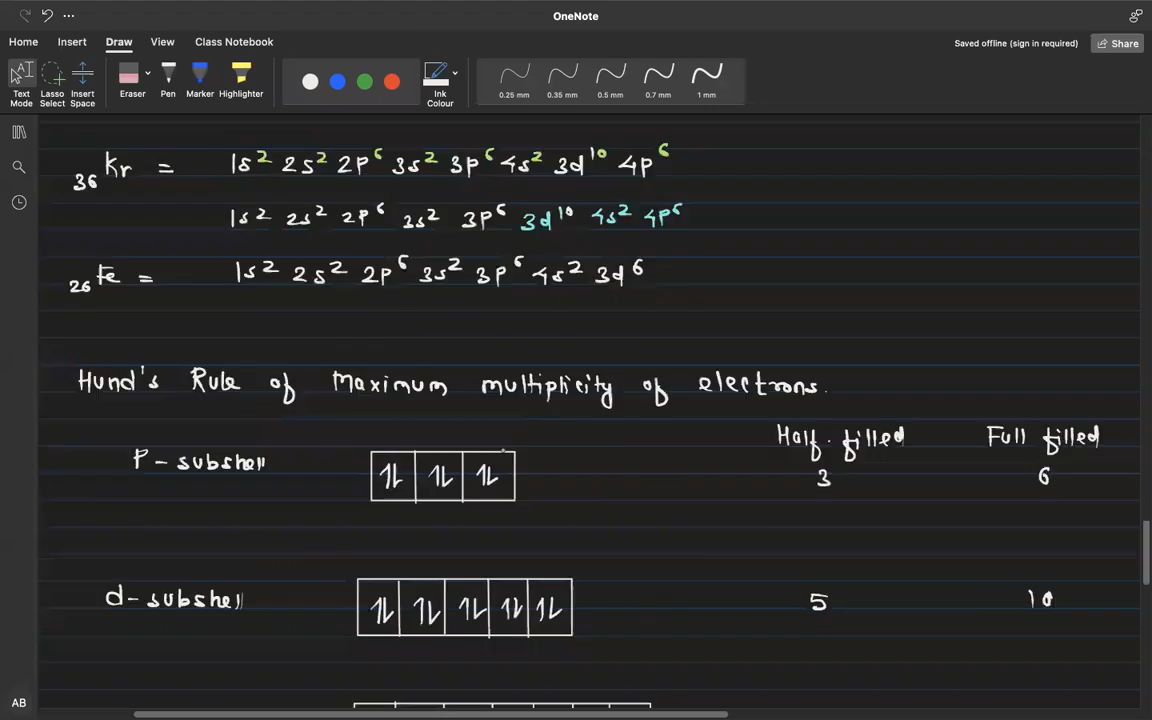 OneNote
Home Insert Draw View Class Notebook
Saved offline (sign in required) Share
Text Mode
Lasso Select
Insert Space
Eraser Pen Marker Highlighter
Ink Colour
0.25 mm 0.35 mm 0.5 mm 0.7 mm 1 mm
₃₆Kr = 1s² 2s² 2p⁶ 3s² 3p⁶ 4s² 3d¹⁰ 4p⁶
1s² 2s² 2p⁶ 3s² 3p⁶ 3d¹⁰ 4s² 4p⁶
₂₆Fe = 1s² 2s² 2p⁶ 3s² 3p⁶ 4s² 3d⁶
Hund's Rule of Maximum multiplicity of electrons.
Half. filled Full filled
P - subshell 3 6
d - subshell 5 10
AB